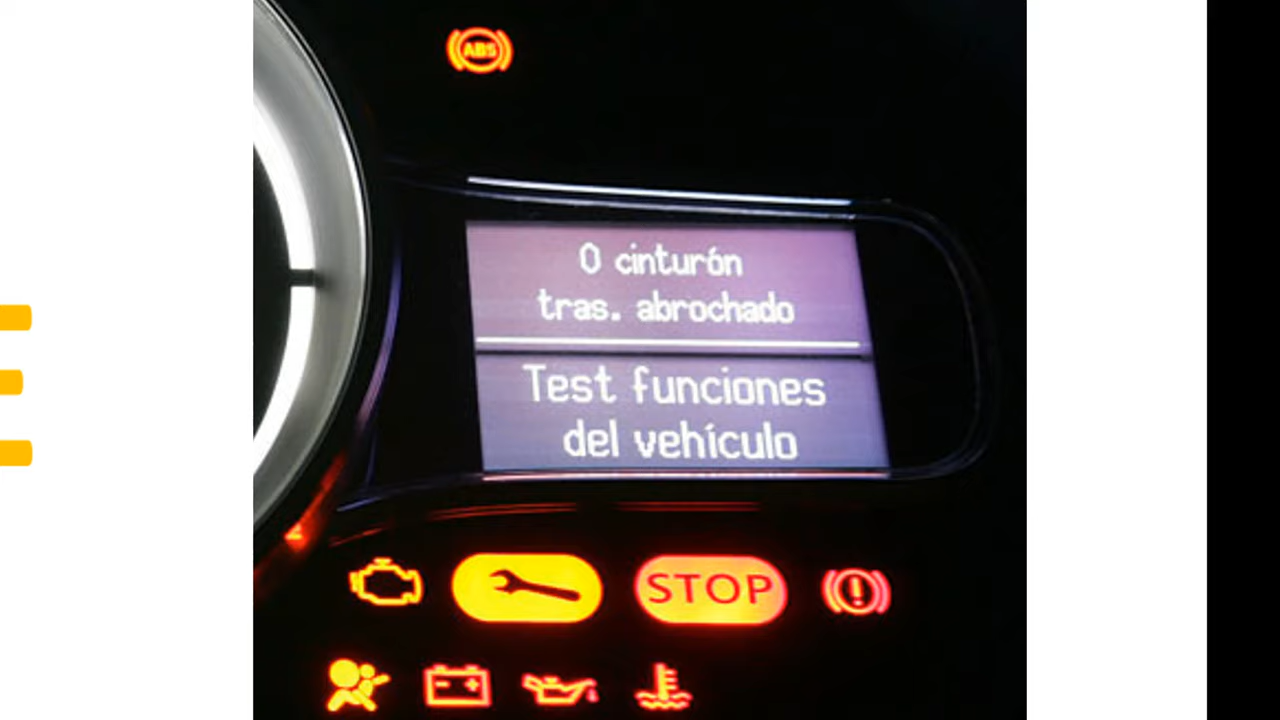 ABS
0 cinturón
tras. abrochado
Test funciones
del vehículo
STOP